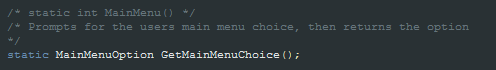 /* static int MainMenu() */
/* Prompts for the users main menu choice, then returns the option
*/
static MainMenuOption GetMainMenuChoice();